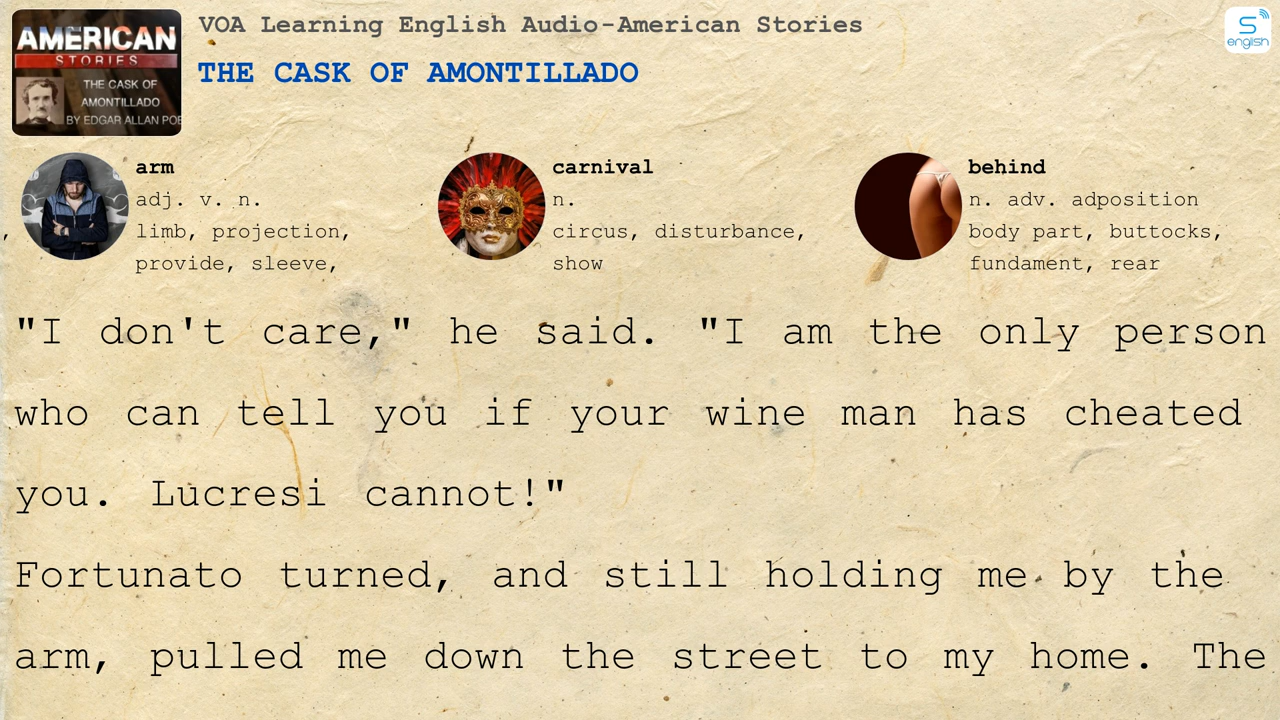 VOA Learning English Audio-American Stories
THE CASK OF AMONTILLADO
AMERICAN
STORIES
THE CASK OF
AMONTILLADO
BY EDGAR ALLAN POE
S
english
arm
adj. v. n.
limb, projection,
provide, sleeve,
carnival
n.
circus, disturbance,
show
behind
n. adv. adposition
body part, buttocks,
fundament, rear
,
"I don't care," he said. "I am the only person
who can tell you if your wine man has cheated
you. Lucresi cannot!"
Fortunato turned, and still holding me by the
arm, pulled me down the street to my home. The